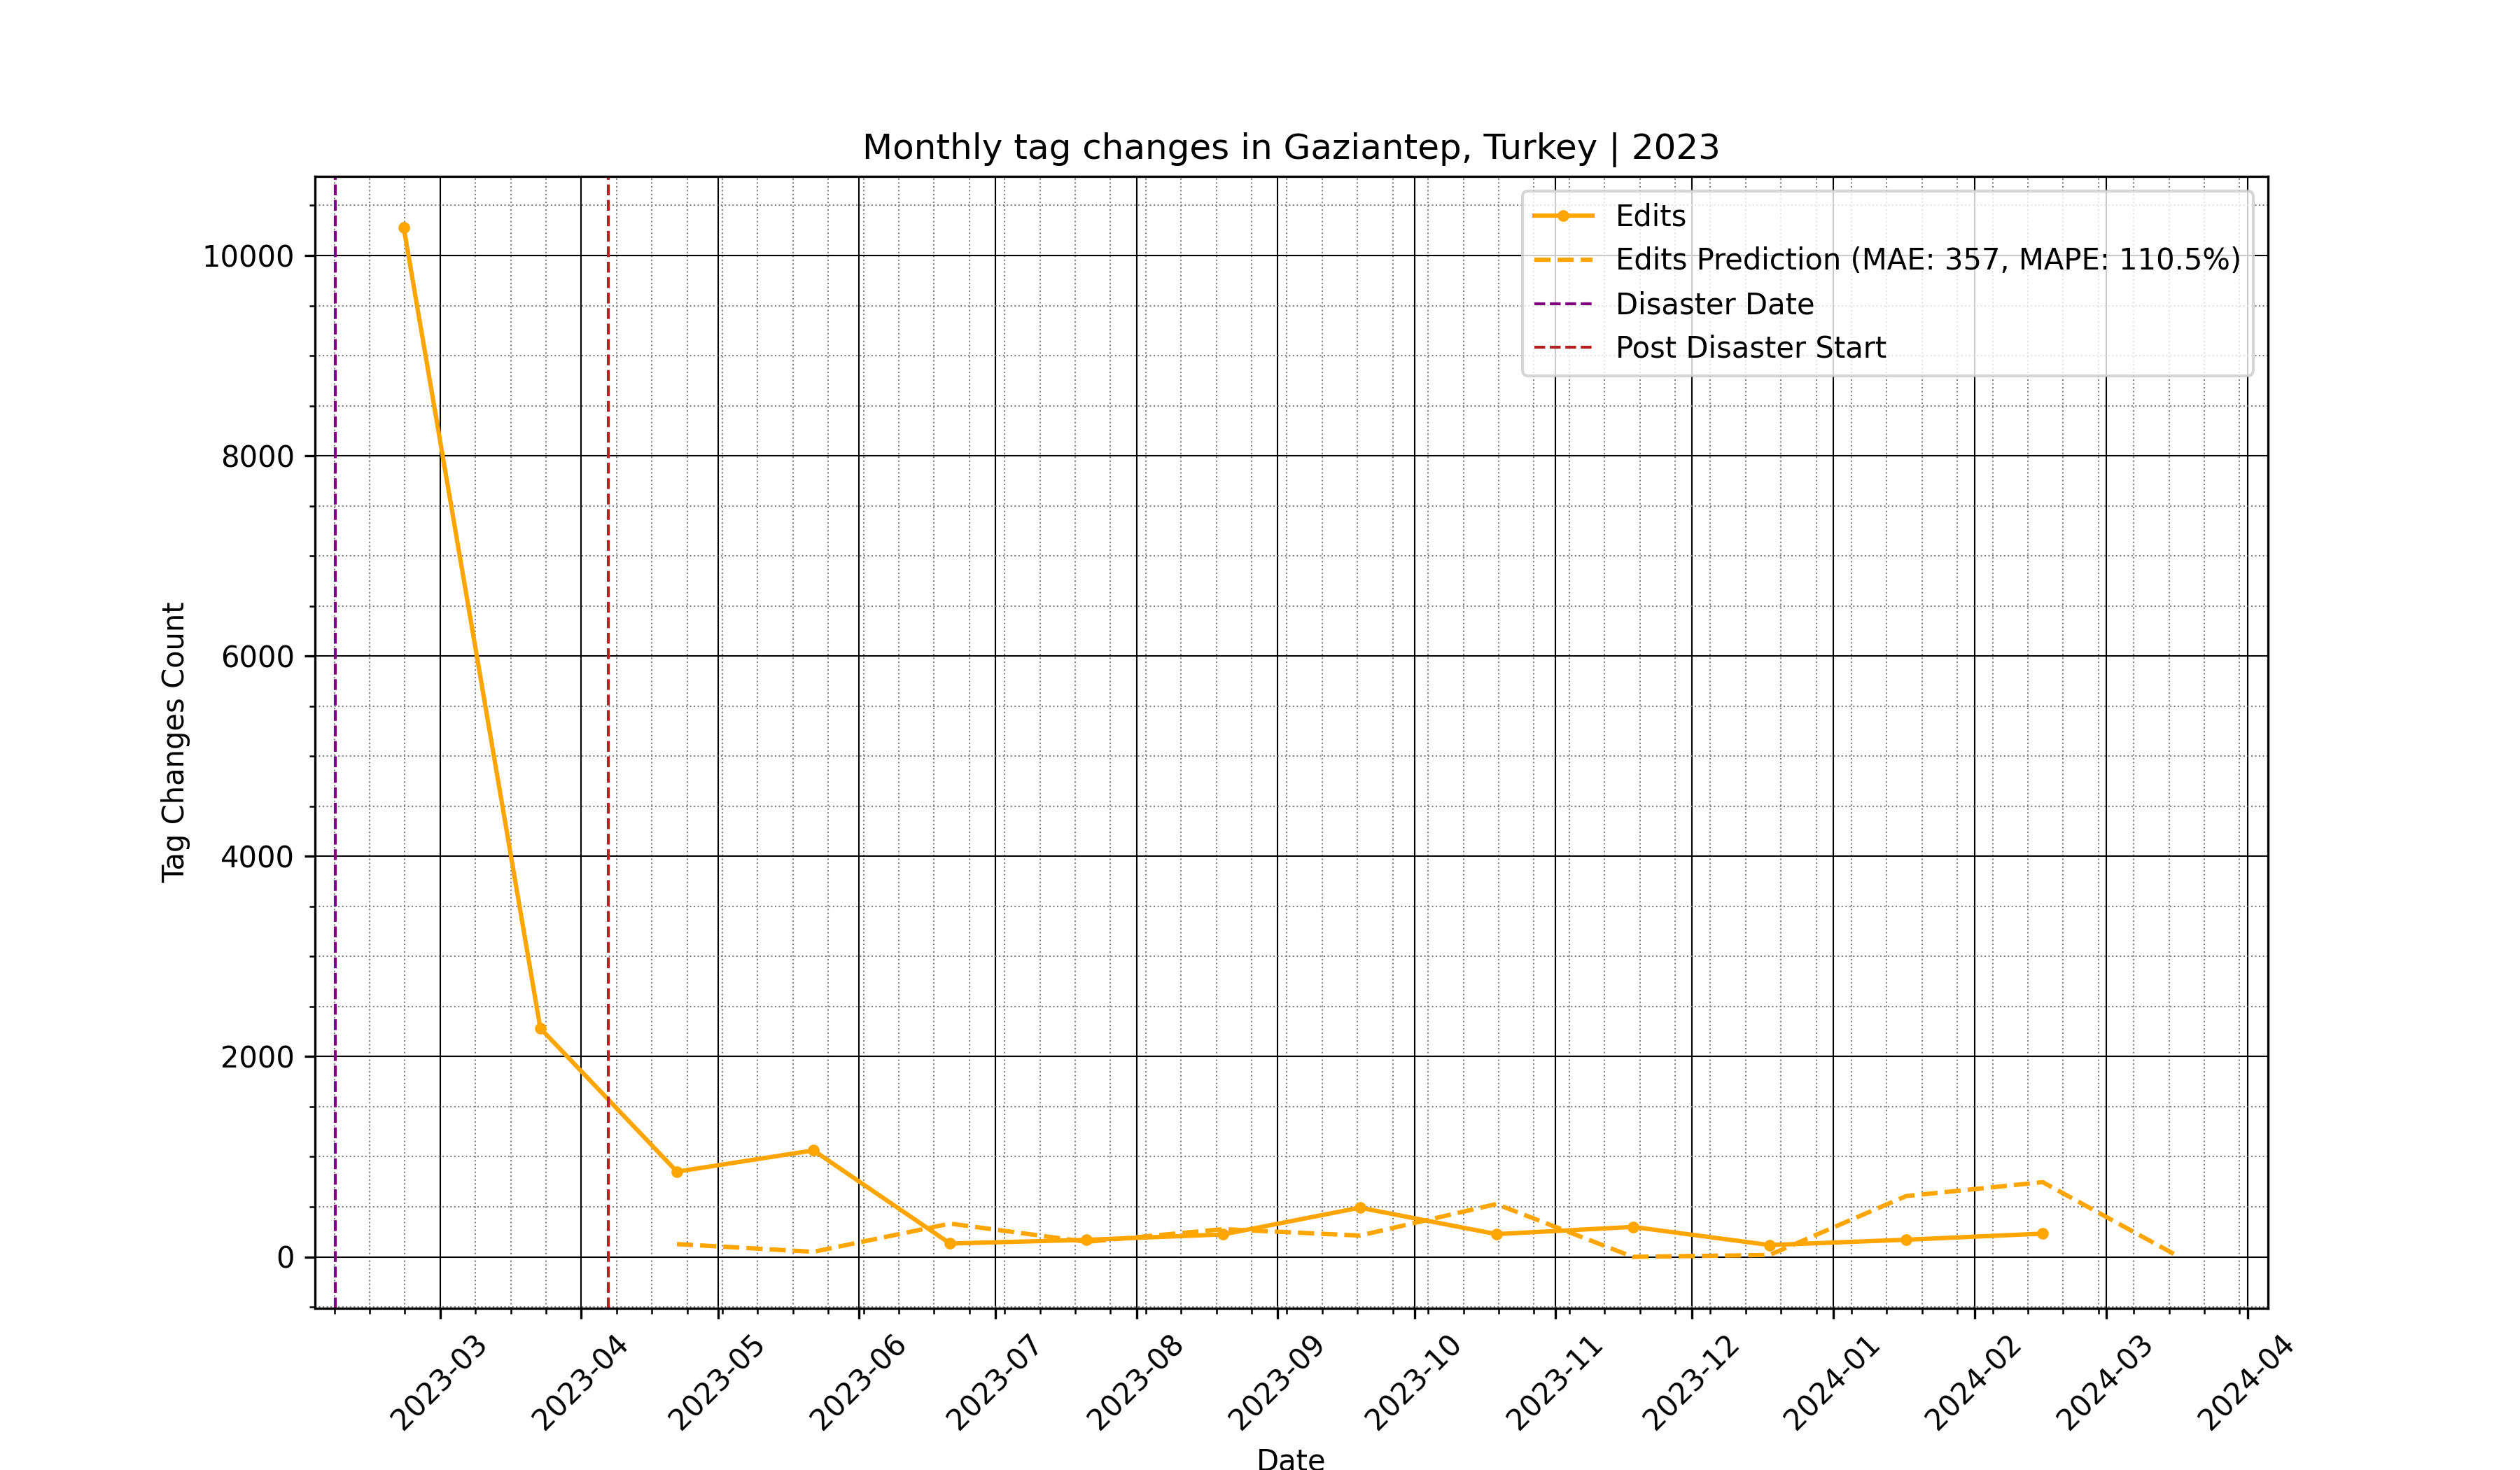 Monthly tag changes in Gaziantep, Turkey | 2023
Edits
Edits Prediction (MAE: 357, MAPE: 110.5%)
Disaster Date
Post Disaster Start
Tag Changes Count
10000
8000
6000
4000
2000
0
2023-03
2023-04
2023-05
2023-06
2023-07
2023-08
2023-09
2023-10
2023-11
2023-12
2024-01
2024-02
2024-03
2024-04
Date